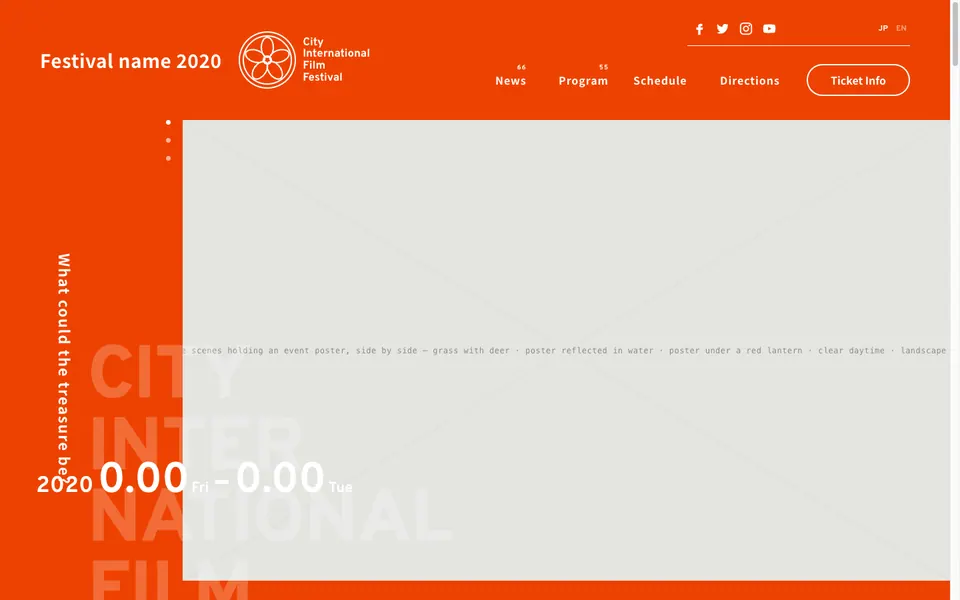 Festival name 2020
City
International
Film
Festival
JP EN
66
News
55
Program
Schedule
Directions
Ticket Info
What could the treasure be?
scenes holding an event poster, side by side — grass with deer · poster reflected in water · poster under a red lantern · clear daytime · landscape
CITY
INTER
NATIONAL
FILM
2020 0.00 Fri – 0.00 Tue